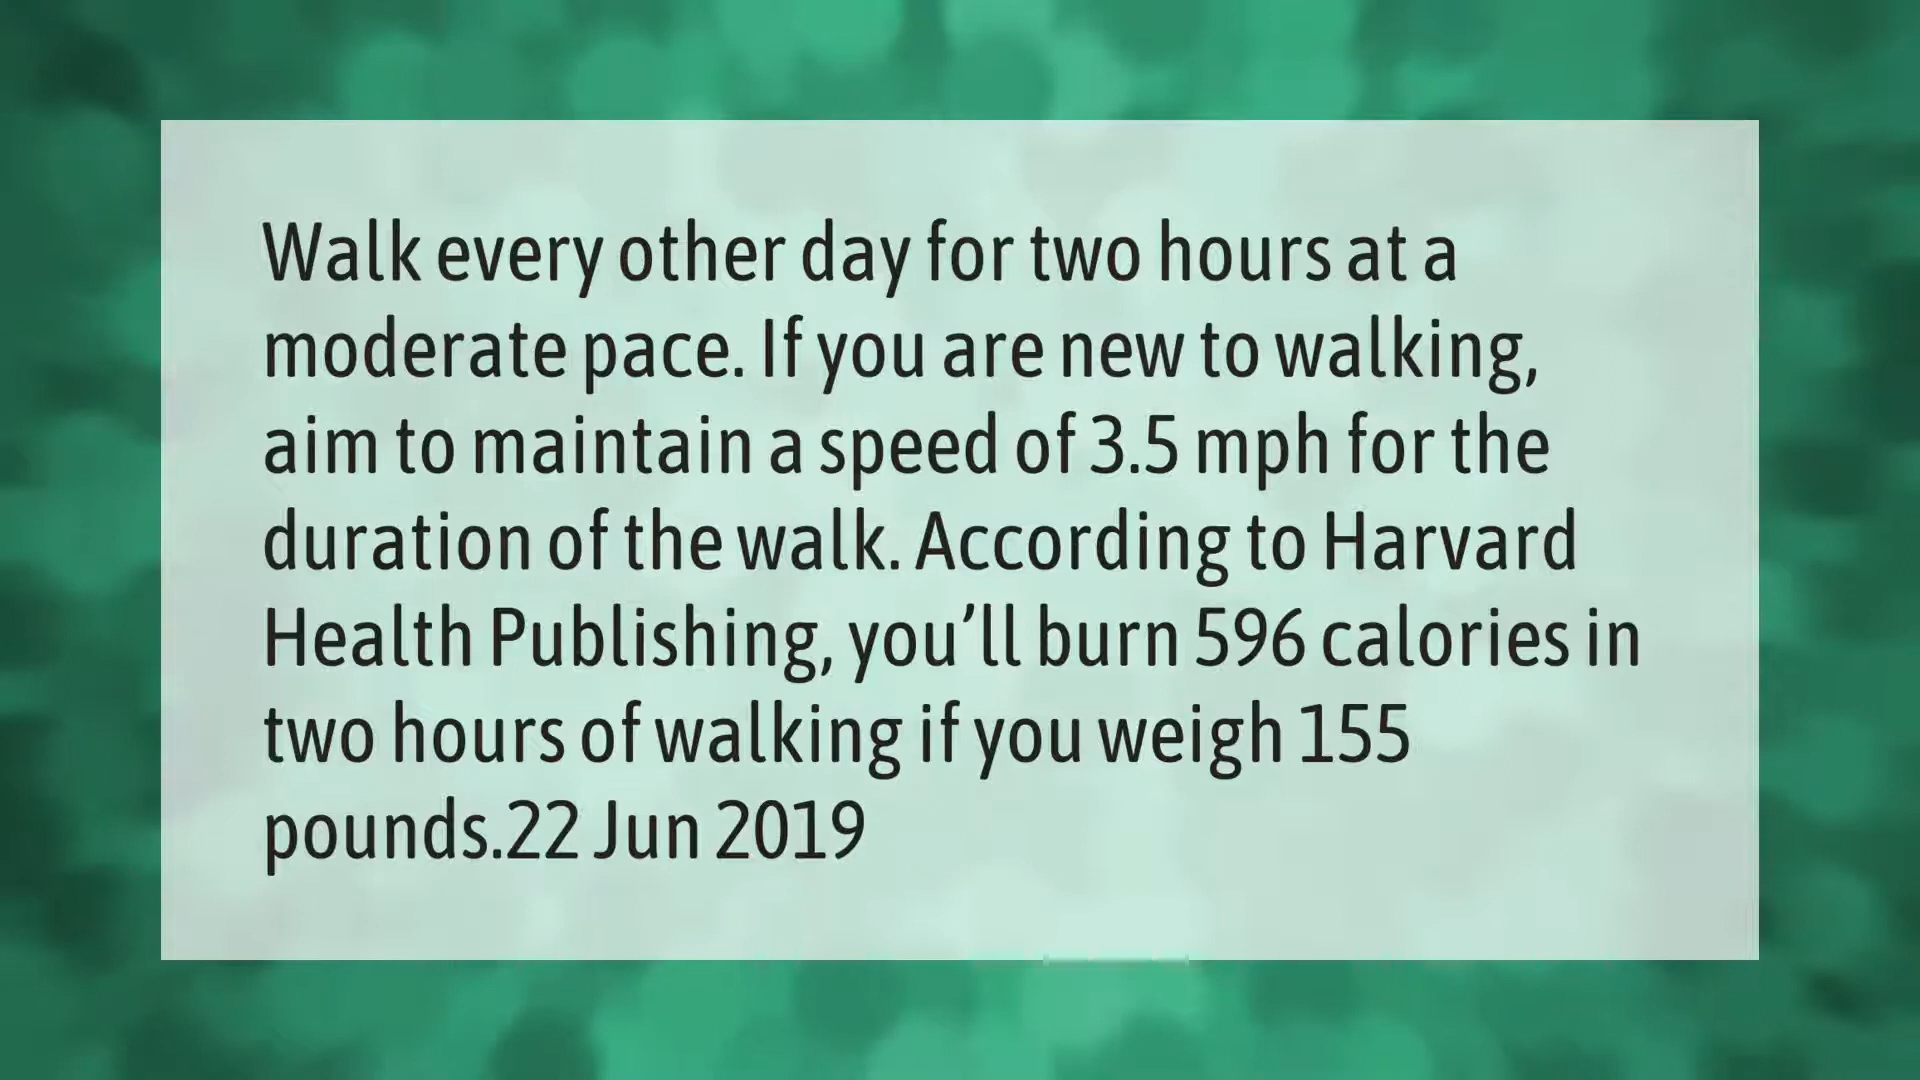 Walk every other day for two hours at a
moderate pace. If you are new to walking,
aim to maintain a speed of 3.5 mph for the
duration of the walk. According to Harvard
Health Publishing, you’ll burn 596 calories in
two hours of walking if you weigh 155
pounds.22 Jun 2019